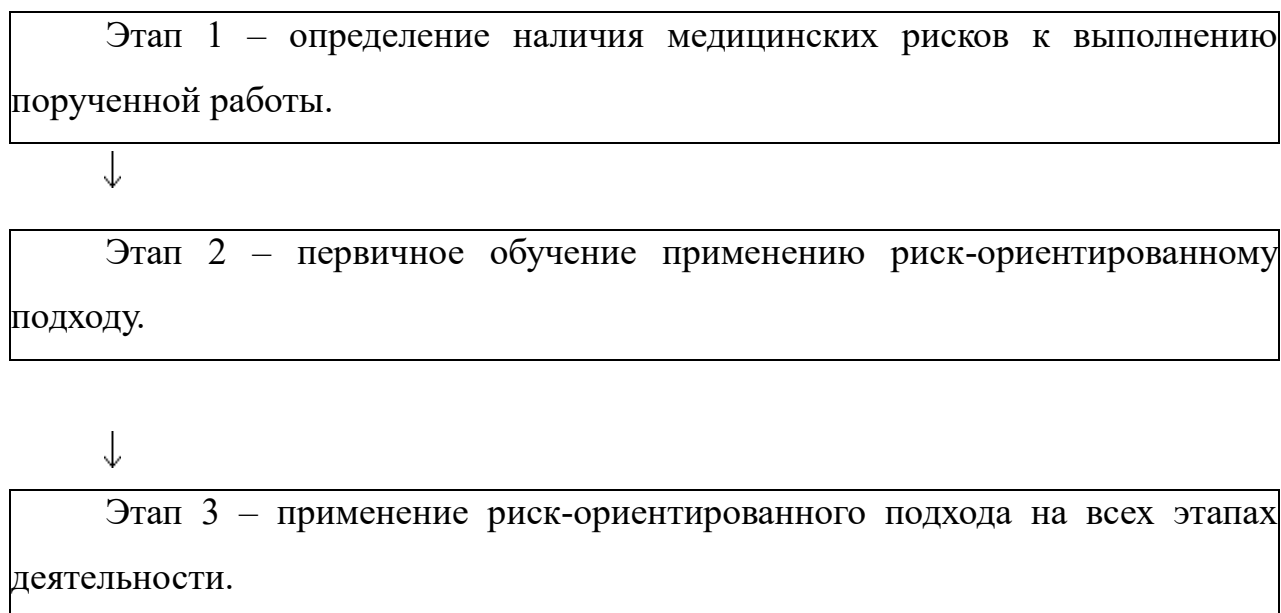 Этап 1 – определение наличия медицинских рисков к выполнению
порученной работы.
↓
Этап 2 – первичное обучение применению риск-ориентированному
подходу.
↓
Этап 3 – применение риск-ориентированного подхода на всех этапах
деятельности.